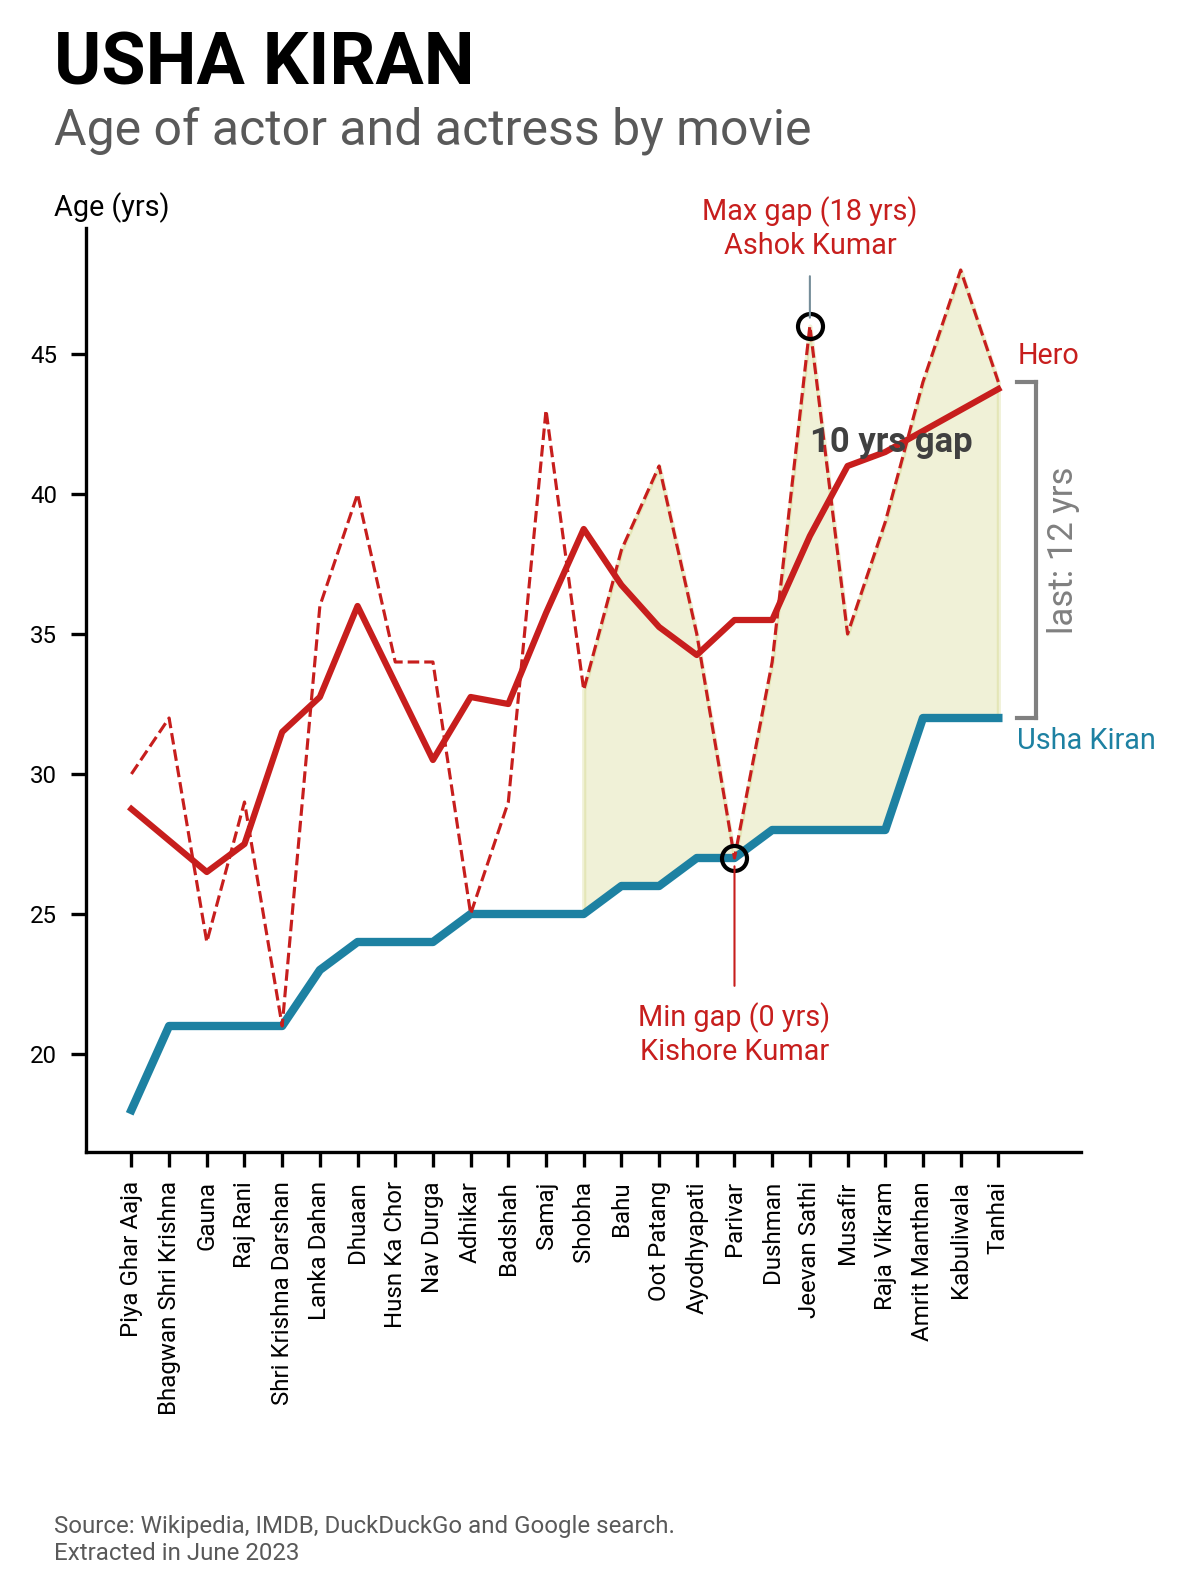 USHA KIRAN
Age of actor and actress by movie
Age (yrs)
Max gap (18 yrs)
Ashok Kumar
45
40
35
30
25
20
Hero
10 yrs gap
last: 12 yrs
Usha Kiran
Min gap (0 yrs)
Kishore Kumar
Piya Ghar Aaja
Bhagwan Shri Krishna
Gauna
Raj Rani
Shri Krishna Darshan
Lanka Dahan
Dhuaan
Husn Ka Chor
Nav Durga
Adhikar
Badshah
Samaj
Shobha
Bahu
Oot Patang
Ayodhyapati
Parivar
Dushman
Jeevan Sathi
Musafir
Raja Vikram
Amrit Manthan
Kabuliwala
Tanhai
Source: Wikipedia, IMDB, DuckDuckGo and Google search.
Extracted in June 2023